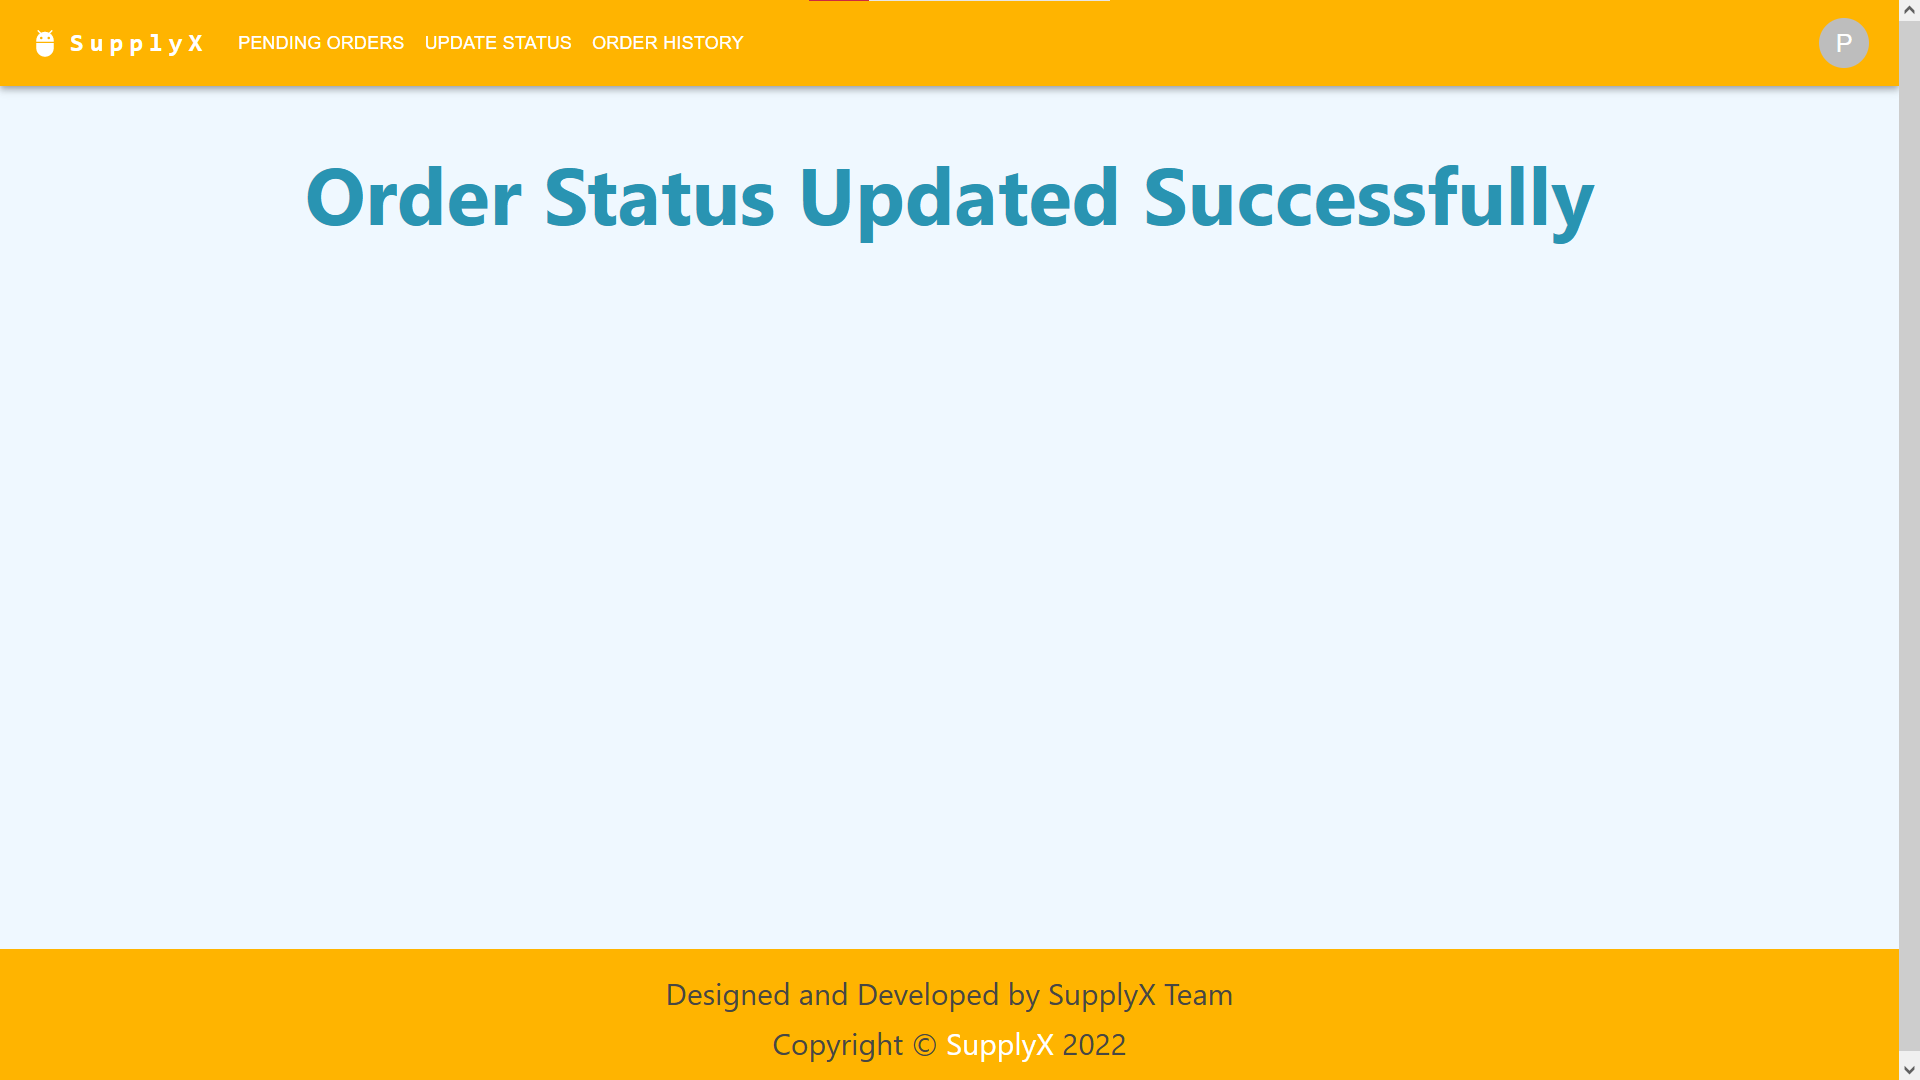 SupplyX PENDING ORDERS UPDATE STATUS ORDER HISTORY P
Order Status Updated Successfully
Designed and Developed by SupplyX Team
Copyright © SupplyX 2022